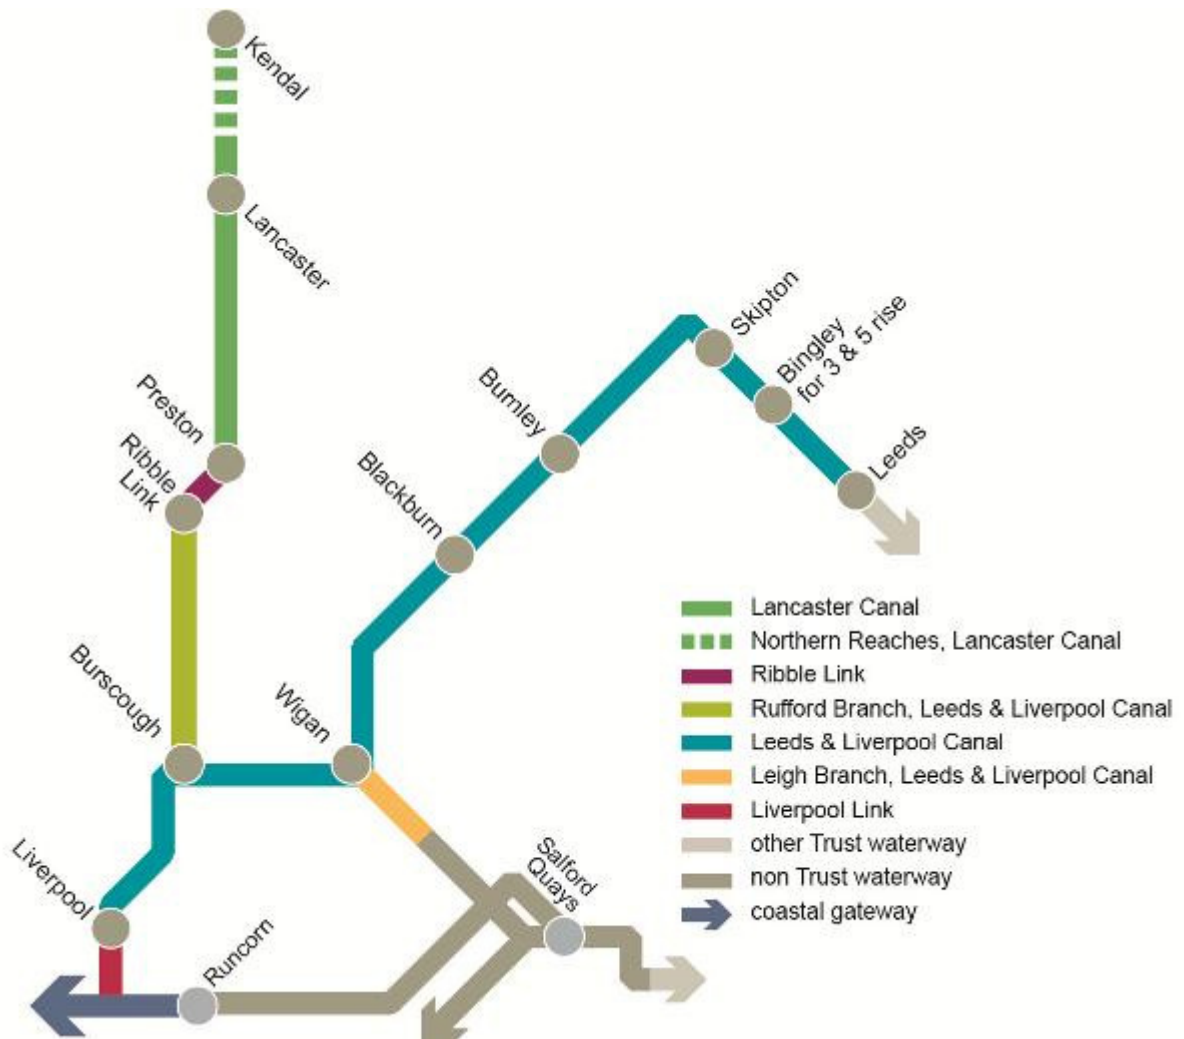 Kendal
Lancaster
Preston
Ribble
Link
Skipton
Bingley
for 3 & 5 rise
Burnley
Blackburn
Leeds
Burscough
Wigan
Liverpool
Runcorn
Salford
Quays
Lancaster Canal
Northern Reaches, Lancaster Canal
Ribble Link
Rufford Branch, Leeds & Liverpool Canal
Leeds & Liverpool Canal
Leigh Branch, Leeds & Liverpool Canal
Liverpool Link
other Trust waterway
non Trust waterway
coastal gateway